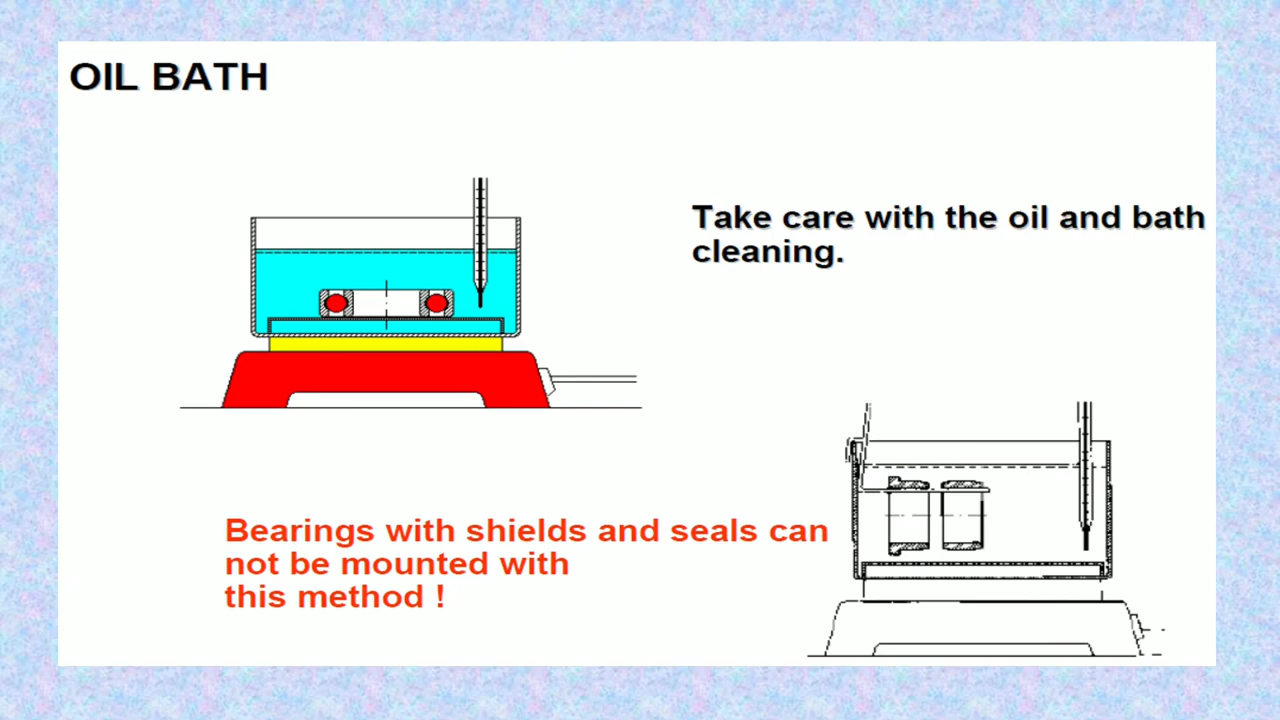 OIL BATH
Take care with the oil and bath
cleaning.
Bearings with shields and seals can
not be mounted with
this method !